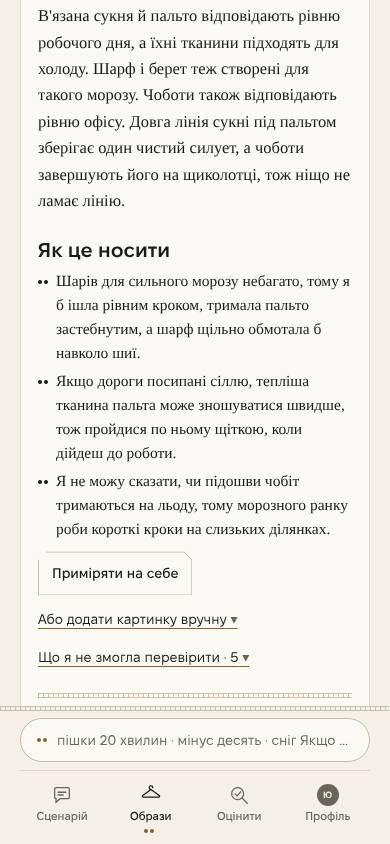 В'язана сукня й пальто відповідають рівню
робочого дня, а їхні тканини підходять для
холоду. Шарф і берет теж створені для
такого морозу. Чоботи також відповідають
рівню офісу. Довга лінія сукні під пальтом
зберігає один чистий силует, а чоботи
завершують його на щиколотці, тож ніщо не
ламає лінію.
Як це носити
Шарів для сильного морозу небагато, тому я
б ішла рівним кроком, тримала пальто
застебнутим, а шарф щільно обмотала б
навколо шиї.
Якщо дороги посипані сіллю, тепліша
тканина пальта може зношуватися швидше,
тож пройдися по ньому щіткою, коли
дійдеш до роботи.
Я не можу сказати, чи підошви чобіт
тримаються на льоду, тому морозного ранку
роби короткі кроки на слизьких ділянках.
Приміряти на себе
Або додати картинку вручну ▾
Що я не змогла перевірити · 5 ▾
пішки 20 хвилин · мінус десять · сніг Якщо ...
Сценарій
Образи
Оцінити
Ю
Профіль